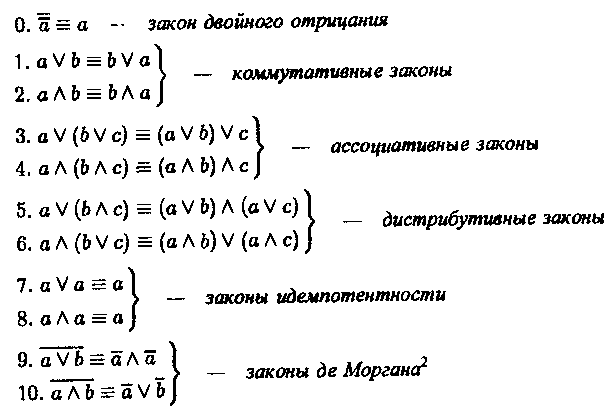 0. a̿ ≡ a -- закон двойного отрицания
1. a ∨ b ≡ b ∨ a
— коммутативные законы
2. a ∧ b ≡ b ∧ a
3. a ∨ (b ∨ c) ≡ (a ∨ b) ∨ c
— ассоциативные законы
4. a ∧ (b ∧ c) ≡ (a ∧ b) ∧ c
5. a ∨ (b ∧ c) ≡ (a ∨ b) ∧ (a ∨ c)
— дистрибутивные законы
6. a ∧ (b ∨ c) ≡ (a ∧ b) ∨ (a ∧ c)
7. a ∨ a ≡ a
— законы идемпотентности
8. a ∧ a ≡ a
9. a̅ ̅∨̅ ̅b̅ ≡ a̅ ∧ a̅
— законы де Моргана²
10. a̅ ̅∧̅ ̅b̅ ≡ a̅ ∨ b̅